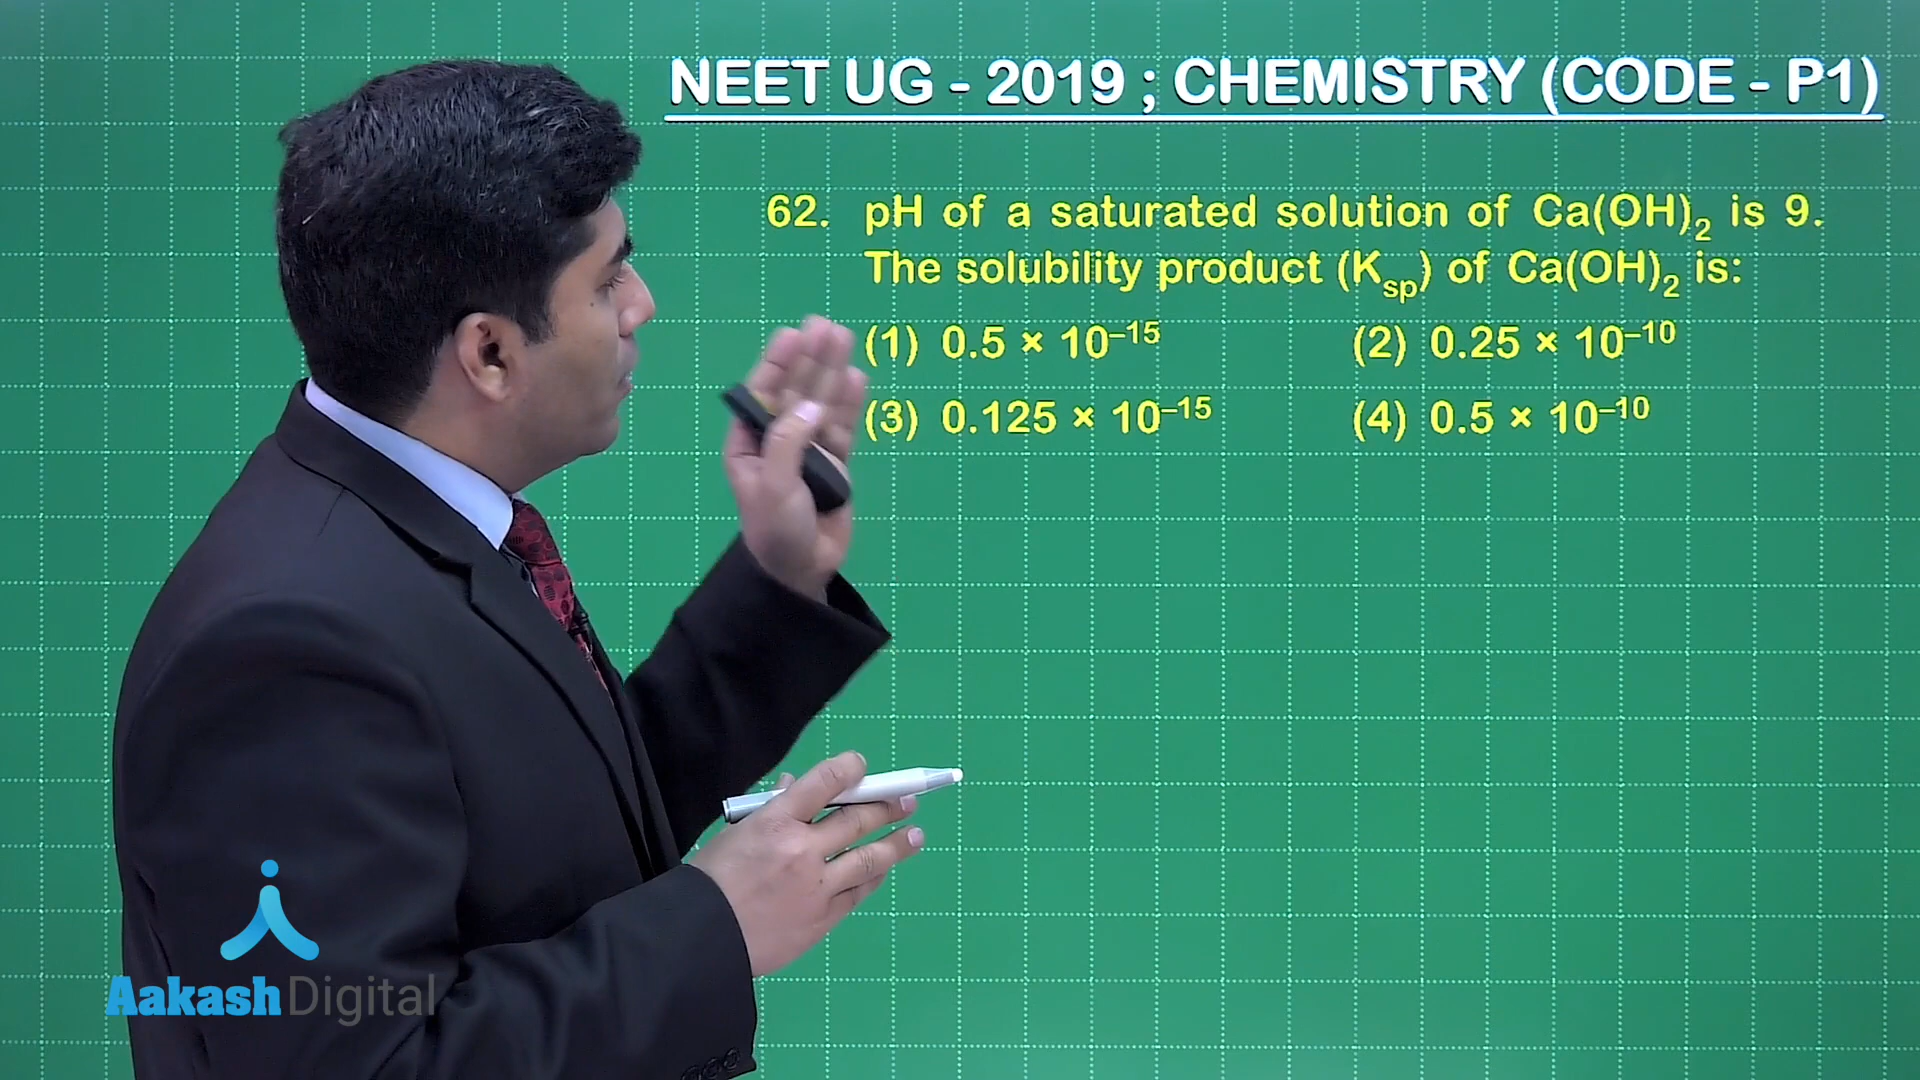 NEET UG - 2019 ; CHEMISTRY (CODE - P1)
62. pH of a saturated solution of Ca(OH)₂ is 9.
The solubility product (Kₛₚ) of Ca(OH)₂ is:
(1) 0.5 × 10⁻¹⁵ (2) 0.25 × 10⁻¹⁰
(3) 0.125 × 10⁻¹⁵ (4) 0.5 × 10⁻¹⁰
Aakash Digital